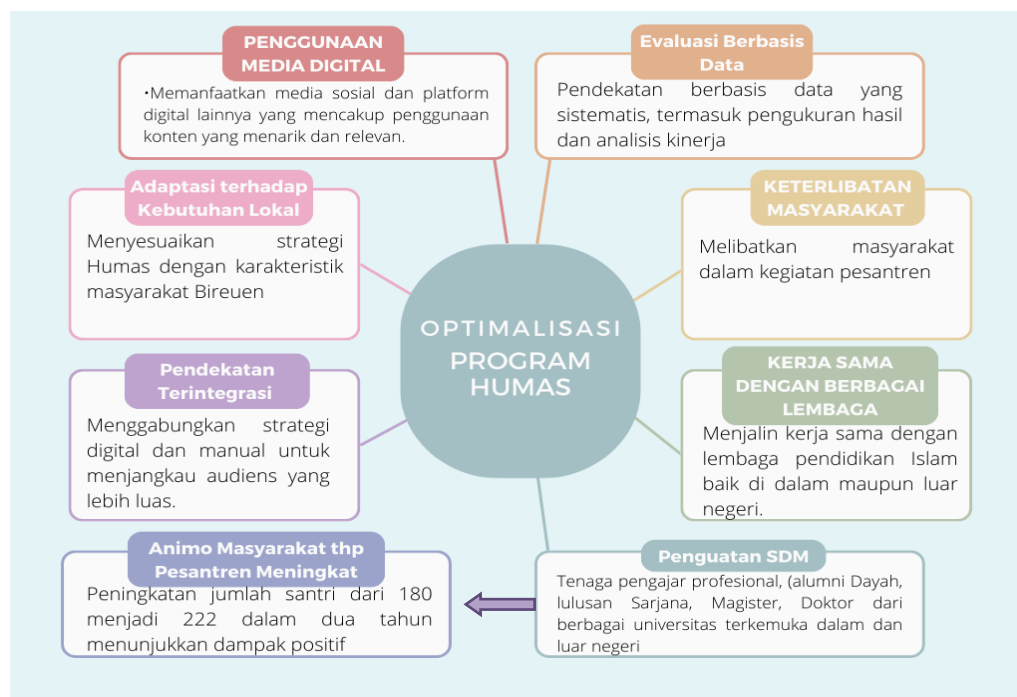 PENGGUNAAN
MEDIA DIGITAL
•Memanfaatkan media sosial dan platform
digital lainnya yang mencakup penggunaan
konten yang menarik dan relevan.
Evaluasi Berbasis
Data
Pendekatan berbasis data yang
sistematis, termasuk pengukuran hasil
dan analisis kinerja
Adaptasi terhadap
Kebutuhan Lokal
Menyesuaikan strategi
Humas dengan karakteristik
masyarakat Bireuen
KETERLIBATAN
MASYARAKAT
Melibatkan masyarakat
dalam kegiatan pesantren
OPTIMALISASI
PROGRAM
HUMAS
Pendekatan
Terintegrasi
Menggabungkan strategi
digital dan manual untuk
menjangkau audiens yang
lebih luas.
KERJA SAMA
DENGAN BERBAGAI
LEMBAGA
Menjalin kerja sama dengan
lembaga pendidikan Islam
baik di dalam maupun luar
negeri.
Animo Masyarakat thp
Pesantren Meningkat
Peningkatan jumlah santri dari 180
menjadi 222 dalam dua tahun
menunjukkan dampak positif
Penguatan SDM
Tenaga pengajar profesional, (alumni Dayah,
lulusan Sarjana, Magister, Doktor dari
berbagai universitas terkemuka dalam dan
luar negeri